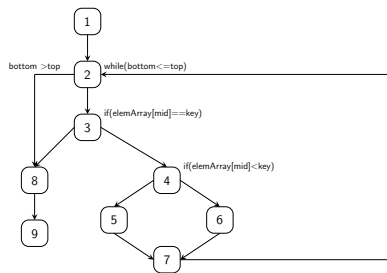 1
bottom >top
while(bottom<=top)
2
if(elemArray[mid]==key)
3
if(elemArray[mid]<key)
8
4
5
6
9
7